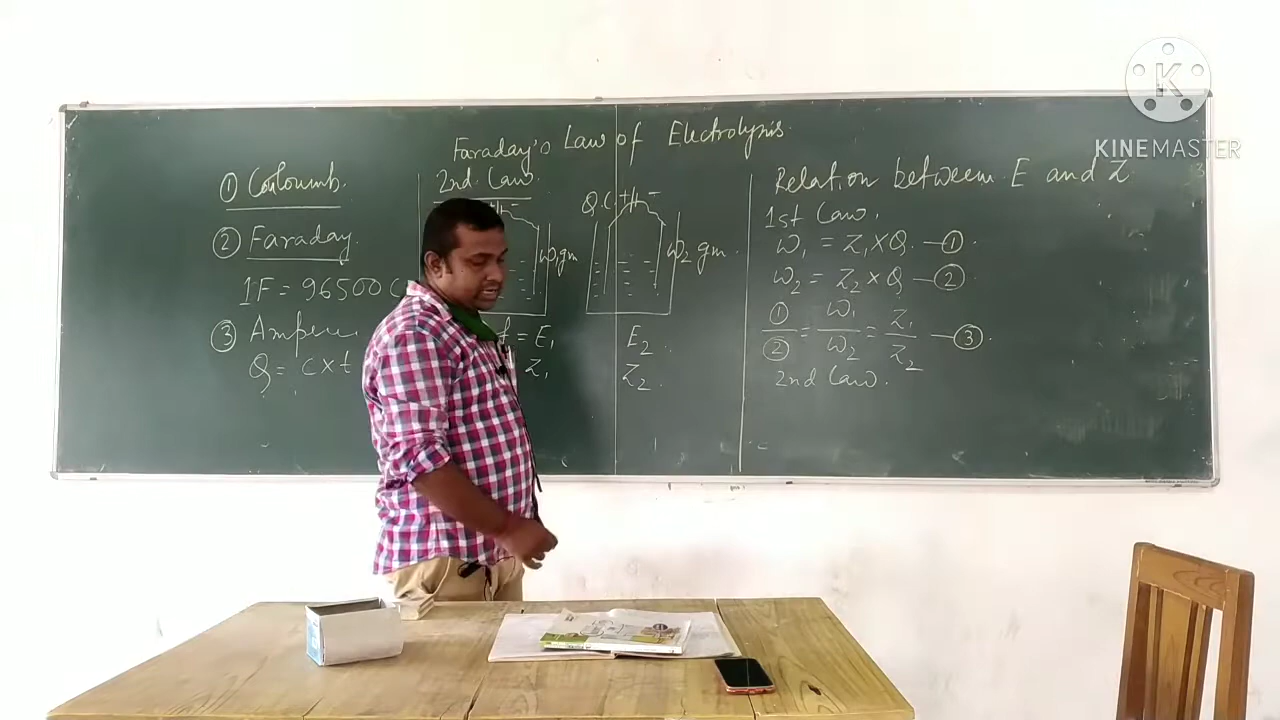 Faraday's Law of Electrolysis
① Couloumb.
② Faraday.
1F = 96500 C
③ Ampere
Q = C×t
2nd Law
W₁ gm
= E₁
Z₁
Q.C
W₂ gm.
E₂
Z₂
Relation between E and Z
1st Law,
W₁ = Z₁ × Q. —①
W₂ = Z₂ × Q —②
①/② = W₁/W₂ = Z₁/Z₂ —③
2nd Law.
K
KINEMASTER